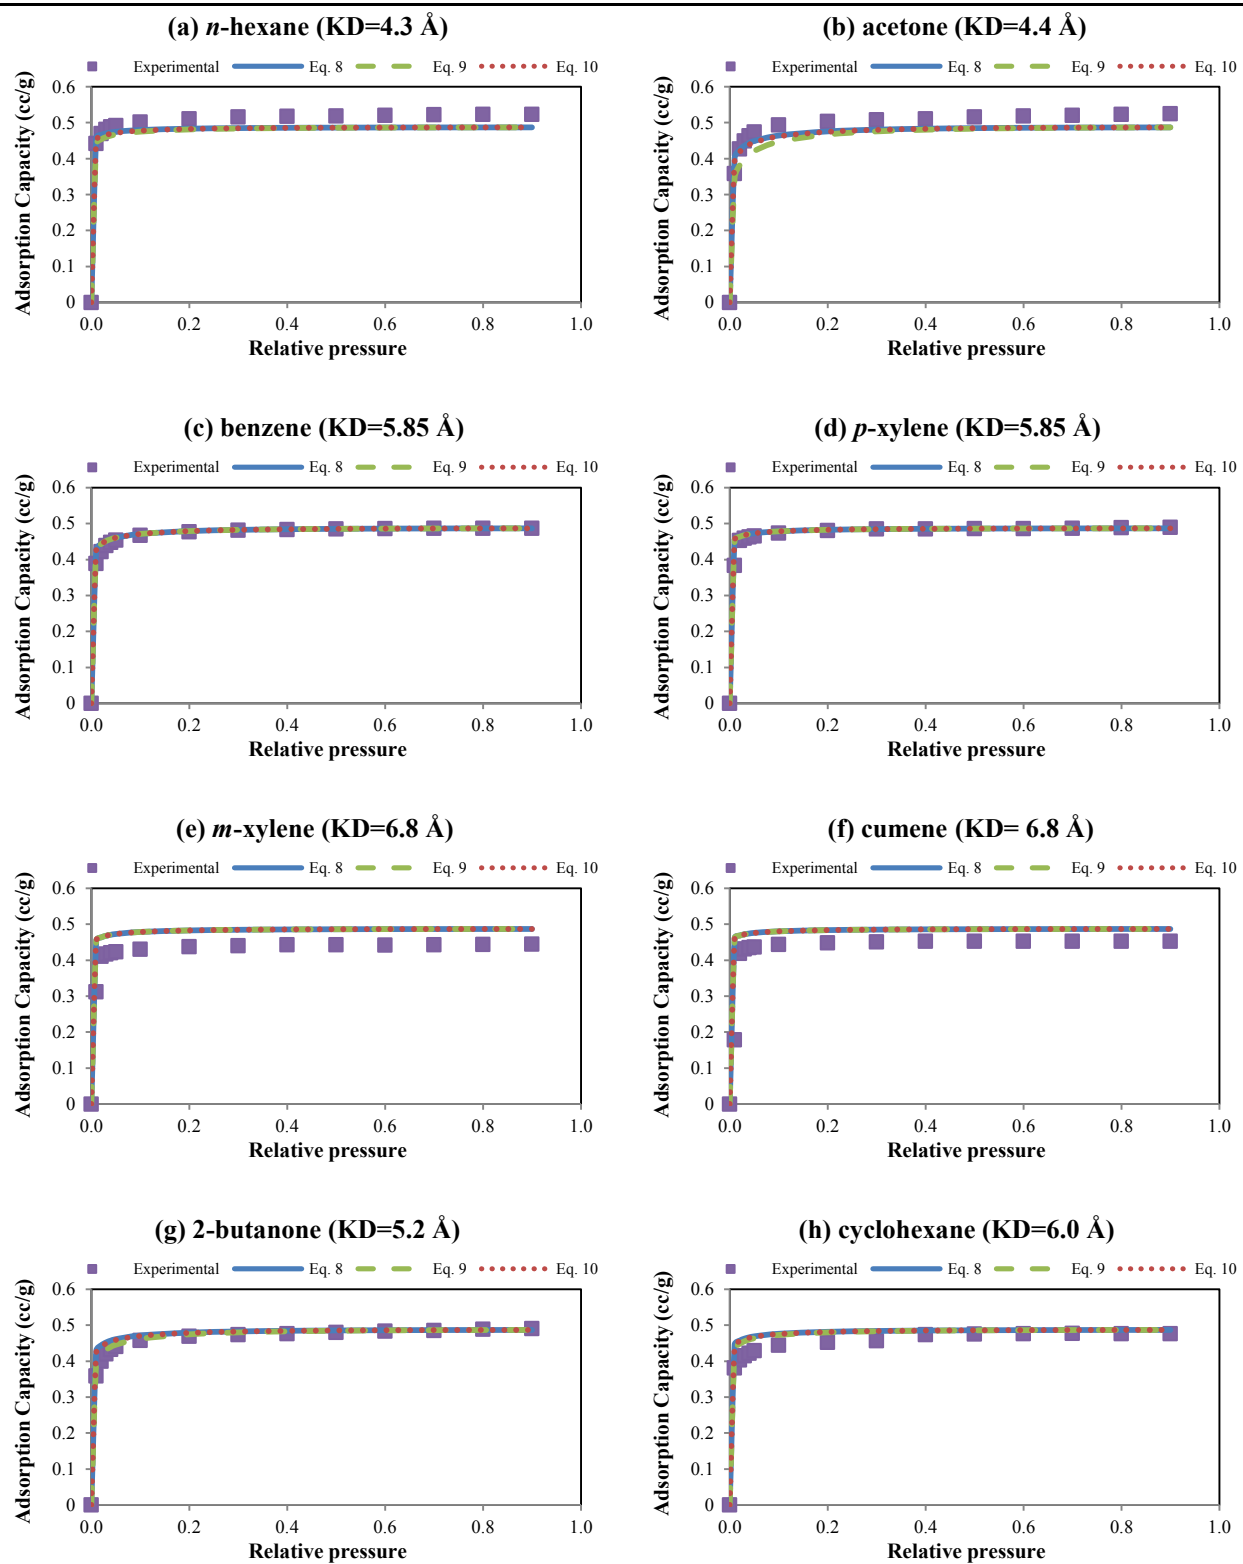 (a) n-hexane (KD=4.3 Å)
Experimental Eq. 8 Eq. 9 Eq. 10
Adsorption Capacity (cc/g)
0.6
0.5
0.4
0.3
0.2
0.1
0
0.0 0.2 0.4 0.6 0.8 1.0
Relative pressure
(b) acetone (KD=4.4 Å)
Experimental Eq. 8 Eq. 9 Eq. 10
Adsorption Capacity (cc/g)
0.6
0.5
0.4
0.3
0.2
0.1
0
0.0 0.2 0.4 0.6 0.8 1.0
Relative pressure
(c) benzene (KD=5.85 Å)
Experimental Eq. 8 Eq. 9 Eq. 10
Adsorption Capacity (cc/g)
0.6
0.5
0.4
0.3
0.2
0.1
0
0.0 0.2 0.4 0.6 0.8 1.0
Relative pressure
(d) p-xylene (KD=5.85 Å)
Experimental Eq. 8 Eq. 9 Eq. 10
Adsorption Capacity (cc/g)
0.6
0.5
0.4
0.3
0.2
0.1
0
0.0 0.2 0.4 0.6 0.8 1.0
Relative pressure
(e) m-xylene (KD=6.8 Å)
Experimental Eq. 8 Eq. 9 Eq. 10
Adsorption Capacity (cc/g)
0.6
0.5
0.4
0.3
0.2
0.1
0
0.0 0.2 0.4 0.6 0.8 1.0
Relative pressure
(f) cumene (KD= 6.8 Å)
Experimental Eq. 8 Eq. 9 Eq. 10
Adsorption Capacity (cc/g)
0.6
0.5
0.4
0.3
0.2
0.1
0
0.0 0.2 0.4 0.6 0.8 1.0
Relative pressure
(g) 2-butanone (KD=5.2 Å)
Experimental Eq. 8 Eq. 9 Eq. 10
Adsorption Capacity (cc/g)
0.6
0.5
0.4
0.3
0.2
0.1
0
0.0 0.2 0.4 0.6 0.8 1.0
Relative pressure
(h) cyclohexane (KD=6.0 Å)
Experimental Eq. 8 Eq. 9 Eq. 10
Adsorption Capacity (cc/g)
0.6
0.5
0.4
0.3
0.2
0.1
0
0.0 0.2 0.4 0.6 0.8 1.0
Relative pressure